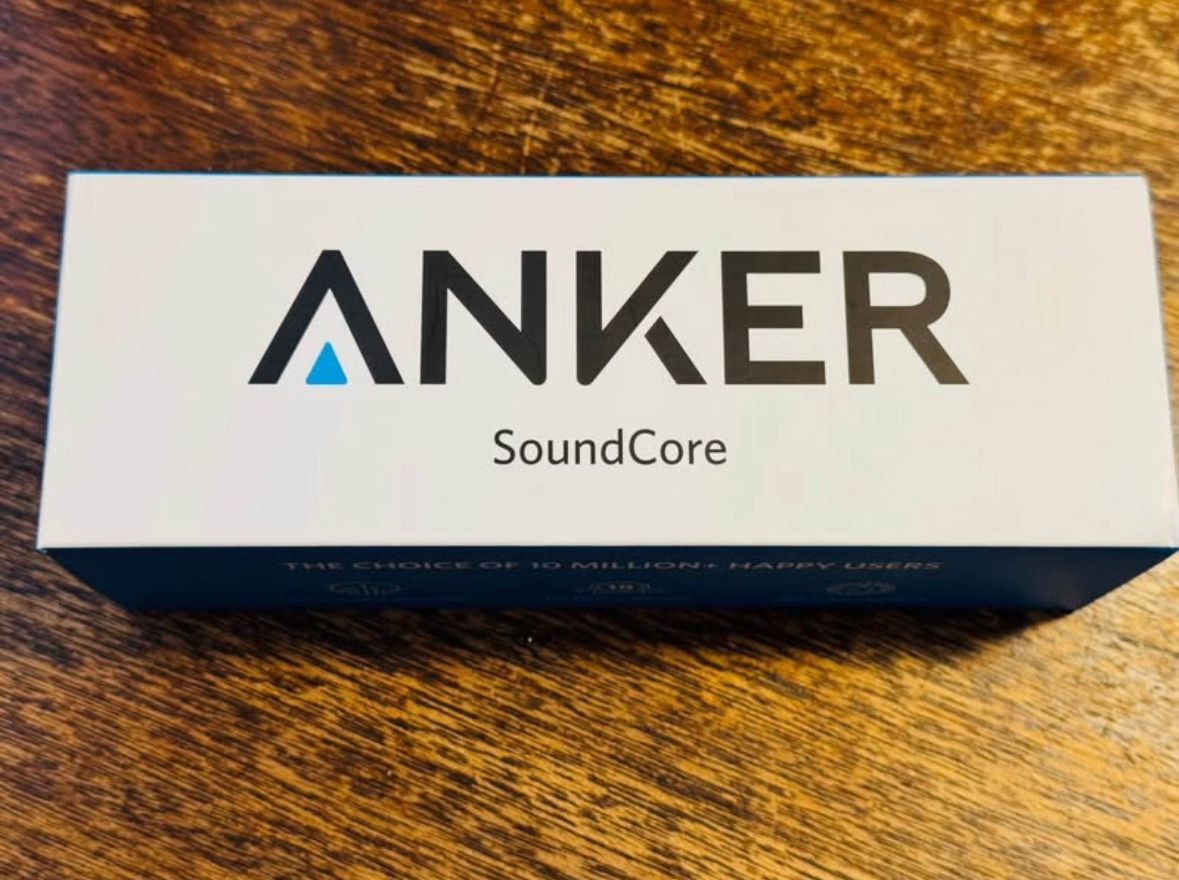 ANKER
SoundCore
THE CHOICE OF 10 MILLION+ HAPPY USERS